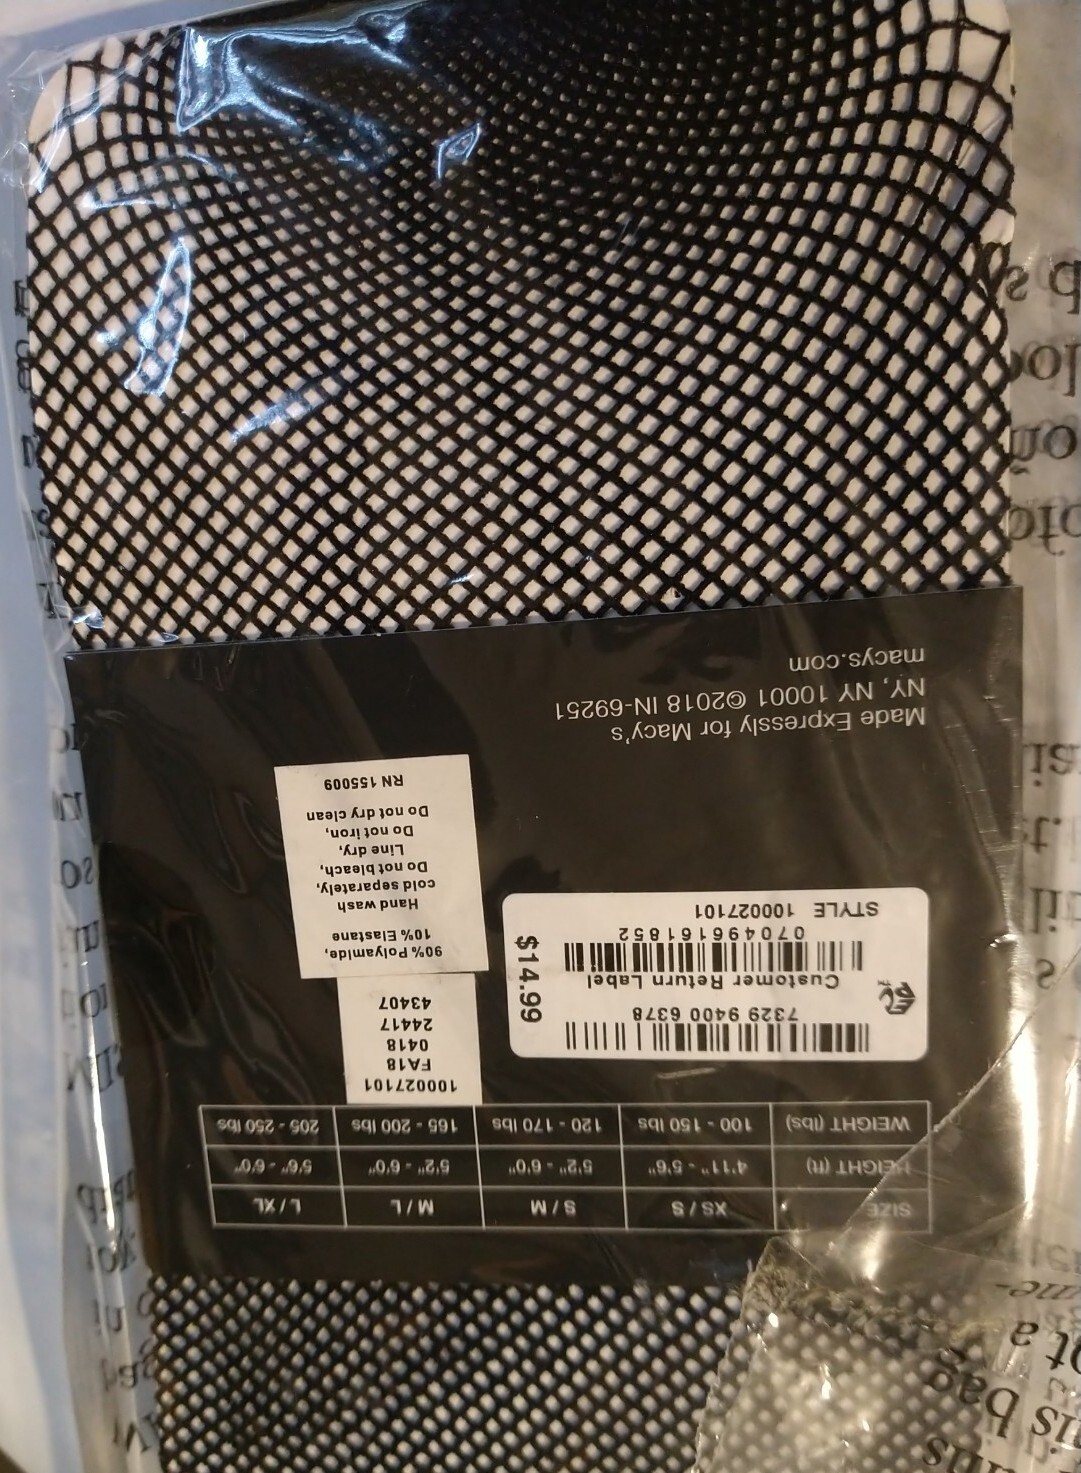 SIZE XS / S S / M M / L L / XL
HEIGHT (ft) 4'11" - 5'6" 5'2" - 6'0" 5'2" - 6'0" 5'6" - 6'0"
WEIGHT (lbs) 100 - 150 lbs 120 - 170 lbs 165 - 200 lbs 205 - 250 lbs
100027101
FA18
0418
24417
43407
7329 9400 6378
Customer Return Label
070496161852
STYLE 100027101
$14.99
90% Polyamide,
10% Elastane
Hand wash
cold separately,
Do not bleach,
Line dry,
Do not iron,
Do not dry clean
RN 155009
Made Expressly for Macy's
NY, NY 10001 ©2018 IN-69251
macys.com
bag